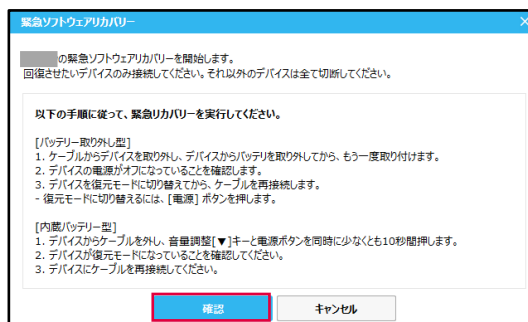 緊急ソフトウェアリカバリー
の緊急ソフトウェアリカバリーを開始します。
回復させたいデバイスのみ接続してください。それ以外のデバイスは全て切断してください。
以下の手順に従って、緊急リカバリーを実行してください。
[バッテリー取り外し型]
1. ケーブルからデバイスを取り外し、デバイスからバッテリを取り外してから、もう一度取り付けます。
2. デバイスの電源がオフになっていることを確認します。
3. デバイスを復元モードに切り替えてから、ケーブルを再接続します。
- 復元モードに切り替えるには、[電源] ボタンを押します。
[内蔵バッテリー型]
1. デバイスからケーブルを外し、音量調整[▼]キーと電源ボタンを同時に少なくとも10秒間押します。
2. デバイスが復元モードになっていることを確認してください。
3. デバイスにケーブルを再接続してください。
確認
キャンセル